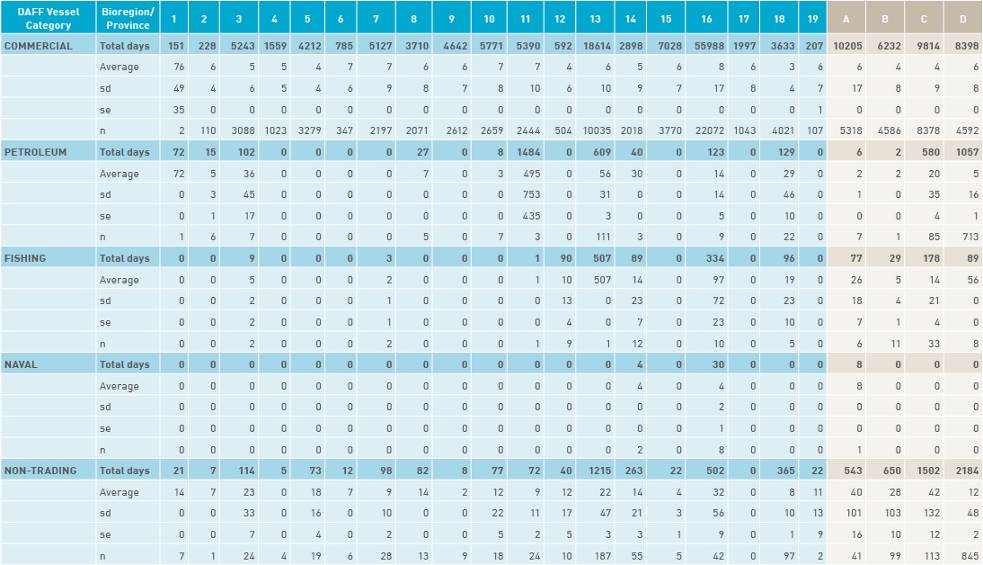 DAFF Vessel Category Bioregion/ Province 1 2 3 4 5 6 7 8 9 10 11 12 13 14 15 16 17 18 19 A B C D
COMMERCIAL Total days 151 228 5243 1559 4212 785 5127 3710 4642 5771 5390 592 18614 2898 7028 55988 1997 3633 207 10205 6232 9814 8398
Average 76 6 5 5 4 7 7 6 6 7 7 4 6 5 6 8 6 3 6 6 4 4 6
sd 49 4 6 5 4 6 9 8 7 8 10 6 10 9 7 17 8 4 7 17 8 9 8
se 35 0 0 0 0 0 0 0 0 0 0 0 0 0 0 0 0 0 1 0 0 0 0
n 2 110 3088 1023 3279 347 2197 2071 2612 2659 2444 504 10035 2018 3770 22072 1043 4021 107 5318 4586 8378 4592
PETROLEUM Total days 72 15 102 0 0 0 0 27 0 8 1484 0 609 40 0 123 0 129 0 6 2 580 1057
Average 72 5 36 0 0 0 0 7 0 3 495 0 56 30 0 14 0 29 0 2 2 20 5
sd 0 3 45 0 0 0 0 0 0 0 753 0 31 0 0 14 0 46 0 1 0 35 16
se 0 1 17 0 0 0 0 0 0 0 435 0 3 0 0 5 0 10 0 0 0 4 1
n 1 6 7 0 0 0 0 5 0 7 3 0 111 3 0 9 0 22 0 7 1 85 713
FISHING Total days 0 0 9 0 0 0 3 0 0 0 1 90 507 89 0 334 0 96 0 77 29 178 89
Average 0 0 5 0 0 0 2 0 0 0 1 10 507 14 0 97 0 19 0 26 5 14 56
sd 0 0 2 0 0 0 1 0 0 0 0 13 0 23 0 72 0 23 0 18 4 21 0
se 0 0 2 0 0 0 1 0 0 0 0 4 0 7 0 23 0 10 0 7 1 4 0
n 0 0 2 0 0 0 2 0 0 0 1 9 1 12 0 10 0 5 0 6 11 33 8
NAVAL Total days 0 0 0 0 0 0 0 0 0 0 0 0 0 4 0 30 0 0 0 8 0 0 0
Average 0 0 0 0 0 0 0 0 0 0 0 0 0 4 0 4 0 0 0 8 0 0 0
sd 0 0 0 0 0 0 0 0 0 0 0 0 0 0 0 2 0 0 0 0 0 0 0
se 0 0 0 0 0 0 0 0 0 0 0 0 0 0 0 1 0 0 0 0 0 0 0
n 0 0 0 0 0 0 0 0 0 0 0 0 0 2 0 8 0 0 0 1 0 0 0
NON-TRADING Total days 21 7 114 5 73 12 98 82 8 77 72 40 1215 263 22 502 0 365 22 543 650 1502 2184
Average 14 7 23 0 18 7 9 14 2 12 9 12 22 14 4 32 0 8 11 40 28 42 12
sd 0 0 33 0 16 0 10 0 0 22 11 17 47 21 3 56 0 10 13 101 103 132 48
se 0 0 7 0 4 0 2 0 0 5 2 5 3 3 1 9 0 1 9 16 10 12 2
n 7 1 24 4 19 6 28 13 9 18 24 10 187 55 5 42 0 97 2 41 99 113 845